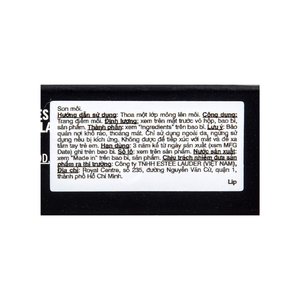 Son môi.
Hướng dẫn sử dụng: Thoa một lớp mỏng lên môi. Công dụng:
Trang điểm môi. Định lượng: xem trên mặt trước vỏ hộp, bao bì,
sản phẩm. Thành phần: xem "Ingredients" trên bao bì. Lưu ý: Bảo
quản nơi khô ráo, thoáng mát. Chỉ sử dụng ngoài da, ngừng sử
dụng nếu bị kích ứng. Không được để tiếp xúc với mắt và để xa
tầm tay trẻ em. Hạn dùng: 3 năm kể từ ngày sản xuất (xem MFG
Date) ghi trên bao bì. Số lô: xem trên sản phẩm. Nước sản xuất:
xem "Made in" trên bao bì. Chịu trách nhiệm đưa sản
phẩm ra thị trường: Công ty TNHH ESTEE LAUDER (VIỆT NAM),
Địa chỉ: Royal Centre, số 235, đường Nguyễn Văn Cừ, quận 1,
thành phố Hồ Chí Minh.
Lip
ES
LA
OD.